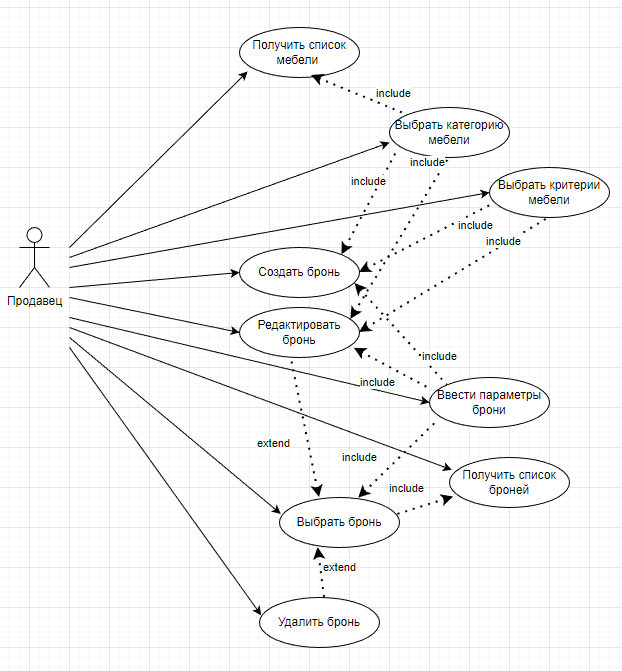 Получить список
мебели
include
Выбрать категорию
мебели
include
include
Выбрать критерии
мебели
include
include
Продавец
Создать бронь
Редактировать
бронь
include
include
Ввести параметры
брони
extend
include
Получить список
броней
include
Выбрать бронь
extend
Удалить бронь